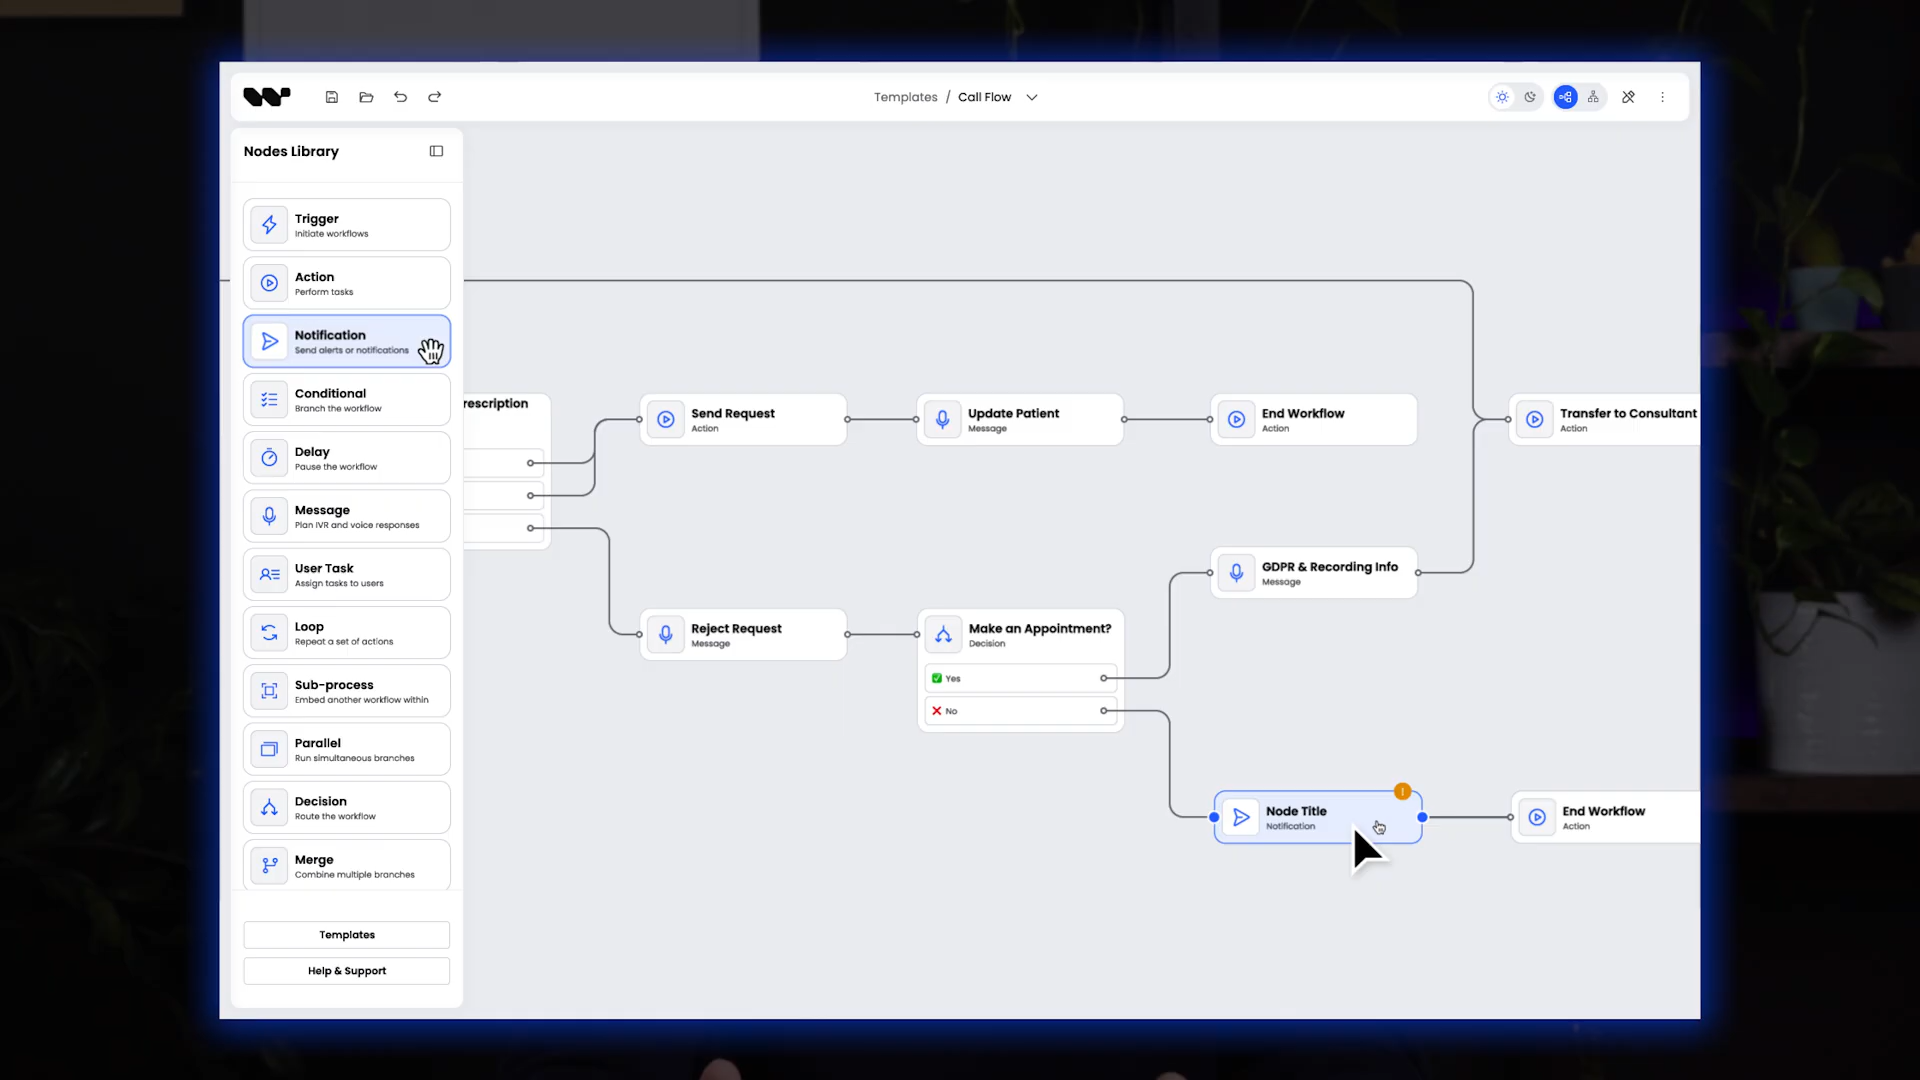 Templates / Call Flow
Nodes Library
Trigger
Initiate workflows
Action
Perform tasks
Notification
Send alerts or notifications
Conditional
Branch the workflow
Delay
Pause the workflow
Message
Plan IVR and voice responses
User Task
Assign tasks to users
Loop
Repeat a set of actions
Sub-process
Embed another workflow within
Parallel
Run simultaneous branches
Decision
Route the workflow
Merge
Combine multiple branches
Templates
Help & Support
rescription
Send Request
Action
Update Patient
Message
End Workflow
Action
Transfer to Consultant
Action
GDPR & Recording Info
Message
Reject Request
Message
Make an Appointment?
Decision
Yes
No
Node Title
Notification
!
End Workflow
Action